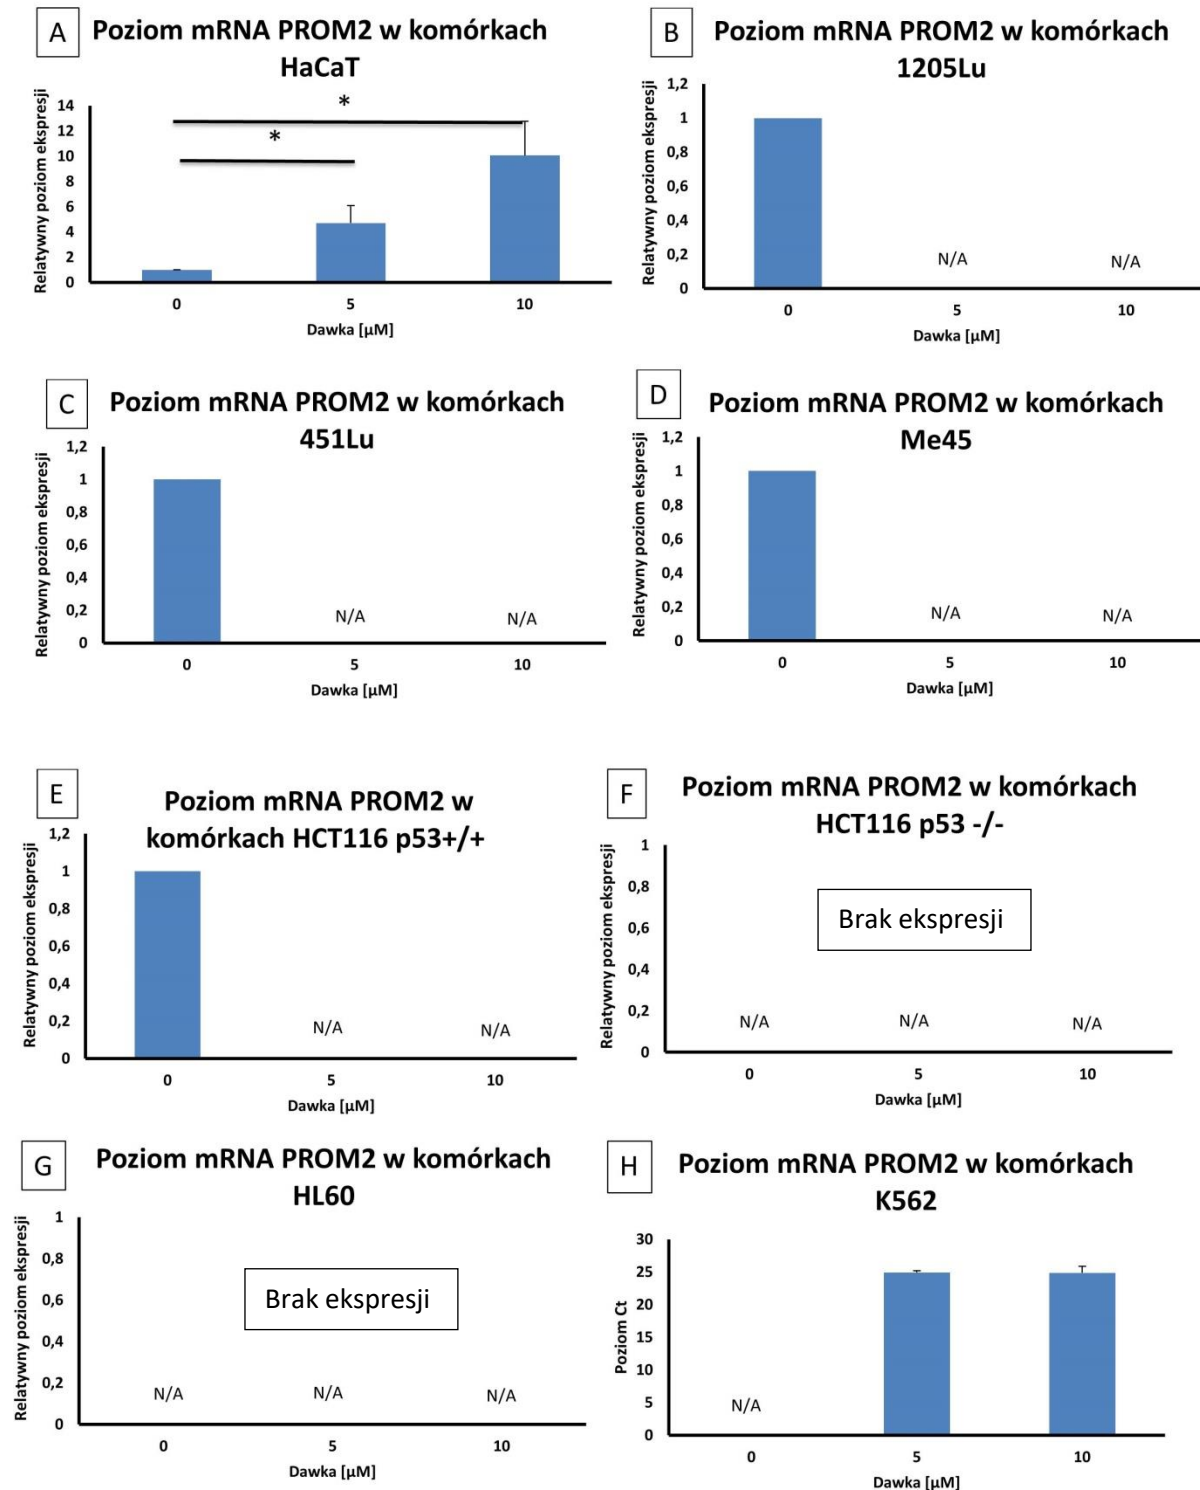 A
Poziom mRNA PROM2 w komórkach
HaCaT
Relatywny poziom ekspresji
14
12
10
8
6
4
2
0
*
*
0 5 10
Dawka [µM]
B
Poziom mRNA PROM2 w komórkach
1205Lu
Relatywny poziom ekspresji
1,2
1
0,8
0,6
0,4
0,2
0
N/A N/A
0 5 10
Dawka [µM]
C
Poziom mRNA PROM2 w komórkach
451Lu
Relatywny poziom ekspresji
1,2
1
0,8
0,6
0,4
0,2
0
N/A N/A
0 5 10
Dawka [µM]
D
Poziom mRNA PROM2 w komórkach
Me45
Relatywny poziom ekspresji
1,2
1
0,8
0,6
0,4
0,2
0
N/A N/A
0 5 10
Dawka [µM]
E
Poziom mRNA PROM2 w
komórkach HCT116 p53+/+
Relatywny poziom ekspresji
1,2
1
0,8
0,6
0,4
0,2
0
N/A N/A
0 5 10
Dawka [µM]
F
Poziom mRNA PROM2 w komórkach
HCT116 p53 -/-
Relatywny poziom ekspresji
1
0,8
0,6
0,4
0,2
0
Brak ekspresji
N/A N/A N/A
0 5 10
Dawka [µM]
G
Poziom mRNA PROM2 w komórkach
HL60
Relatywny poziom ekspresji
1
0,8
0,6
0,4
0,2
0
Brak ekspresji
N/A N/A N/A
0 5 10
Dawka [µM]
H
Poziom mRNA PROM2 w komórkach
K562
Poziom Ct
30
25
20
15
10
5
0
N/A
0 5 10
Dawka [µM]